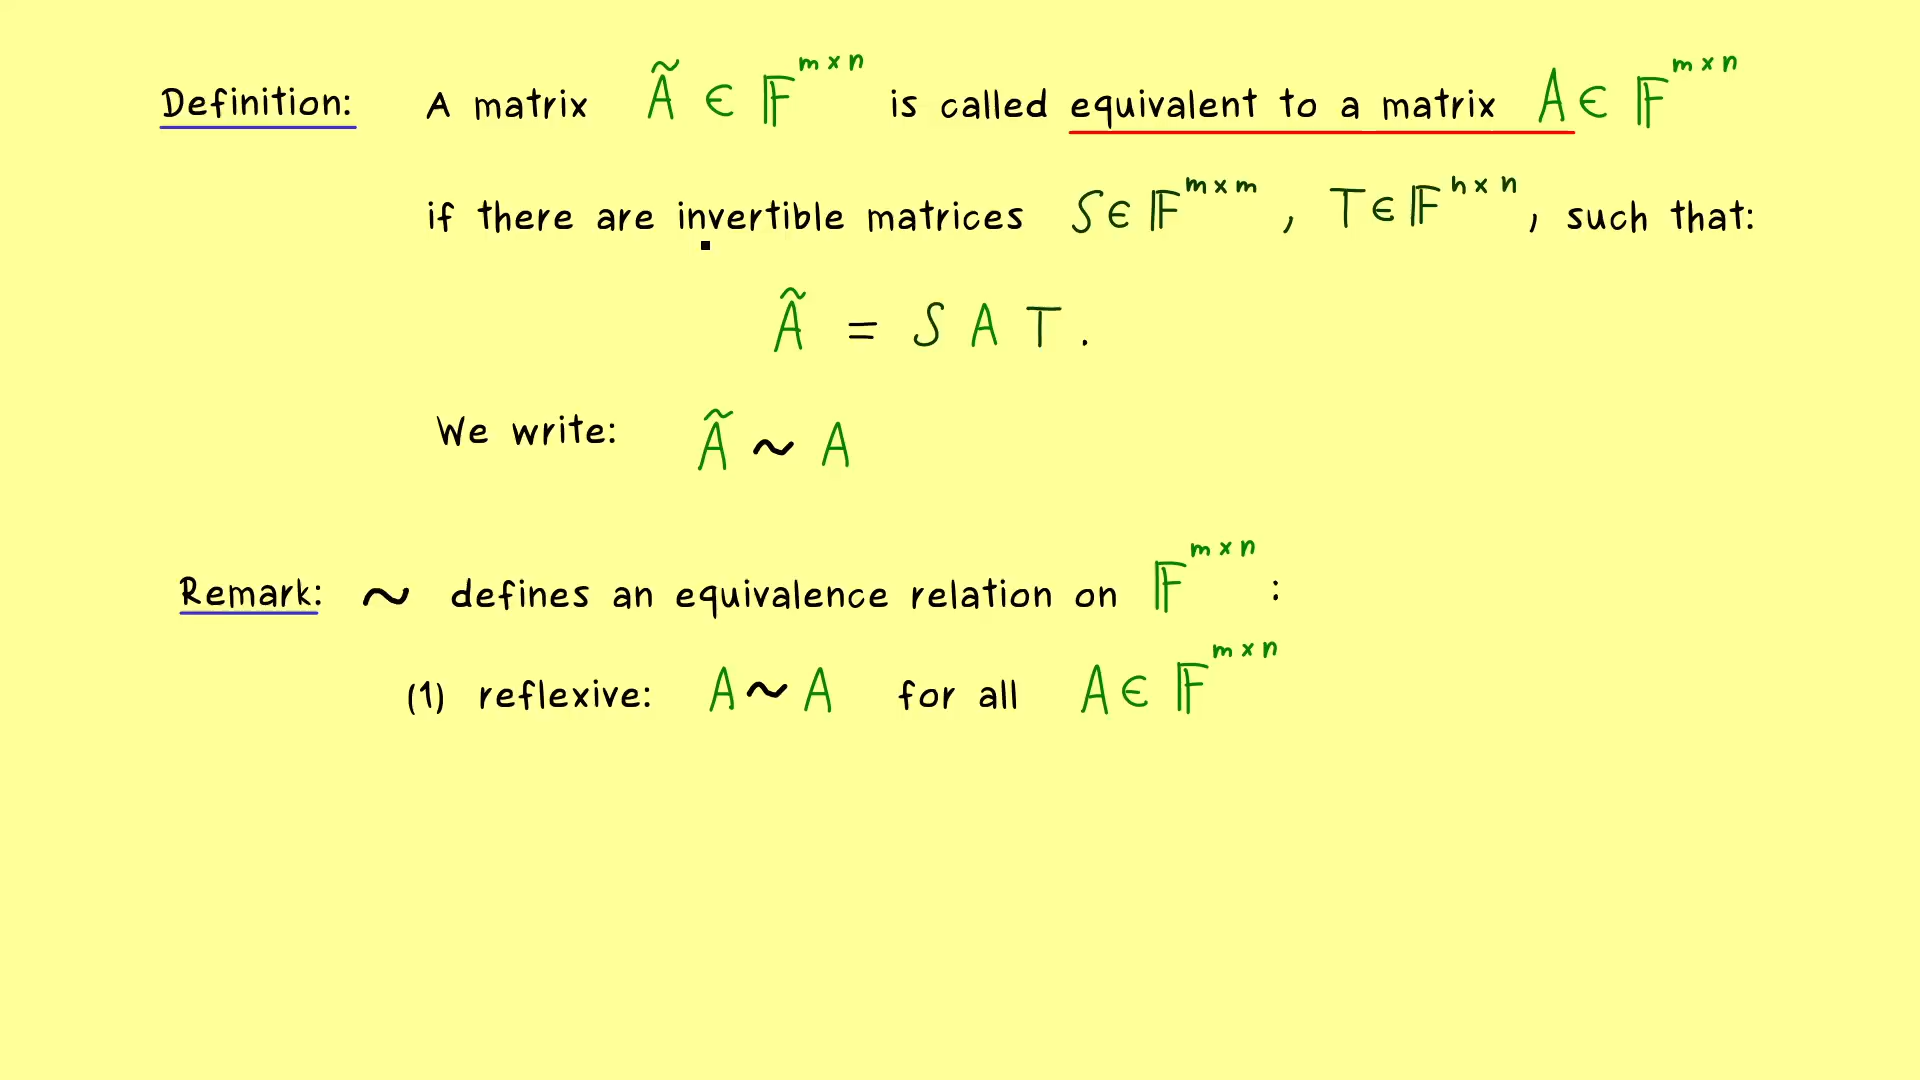 Definition: A matrix Ã ∈ 𝔽^{m×n} is called equivalent to a matrix A ∈ 𝔽^{m×n}
if there are invertible matrices S ∈ 𝔽^{m×m} , T ∈ 𝔽^{n×n} , such that:
Ã = S A T .
We write: Ã ~ A
Remark: ~ defines an equivalence relation on 𝔽^{m×n} :
(1) reflexive: A ~ A for all A ∈ 𝔽^{m×n}